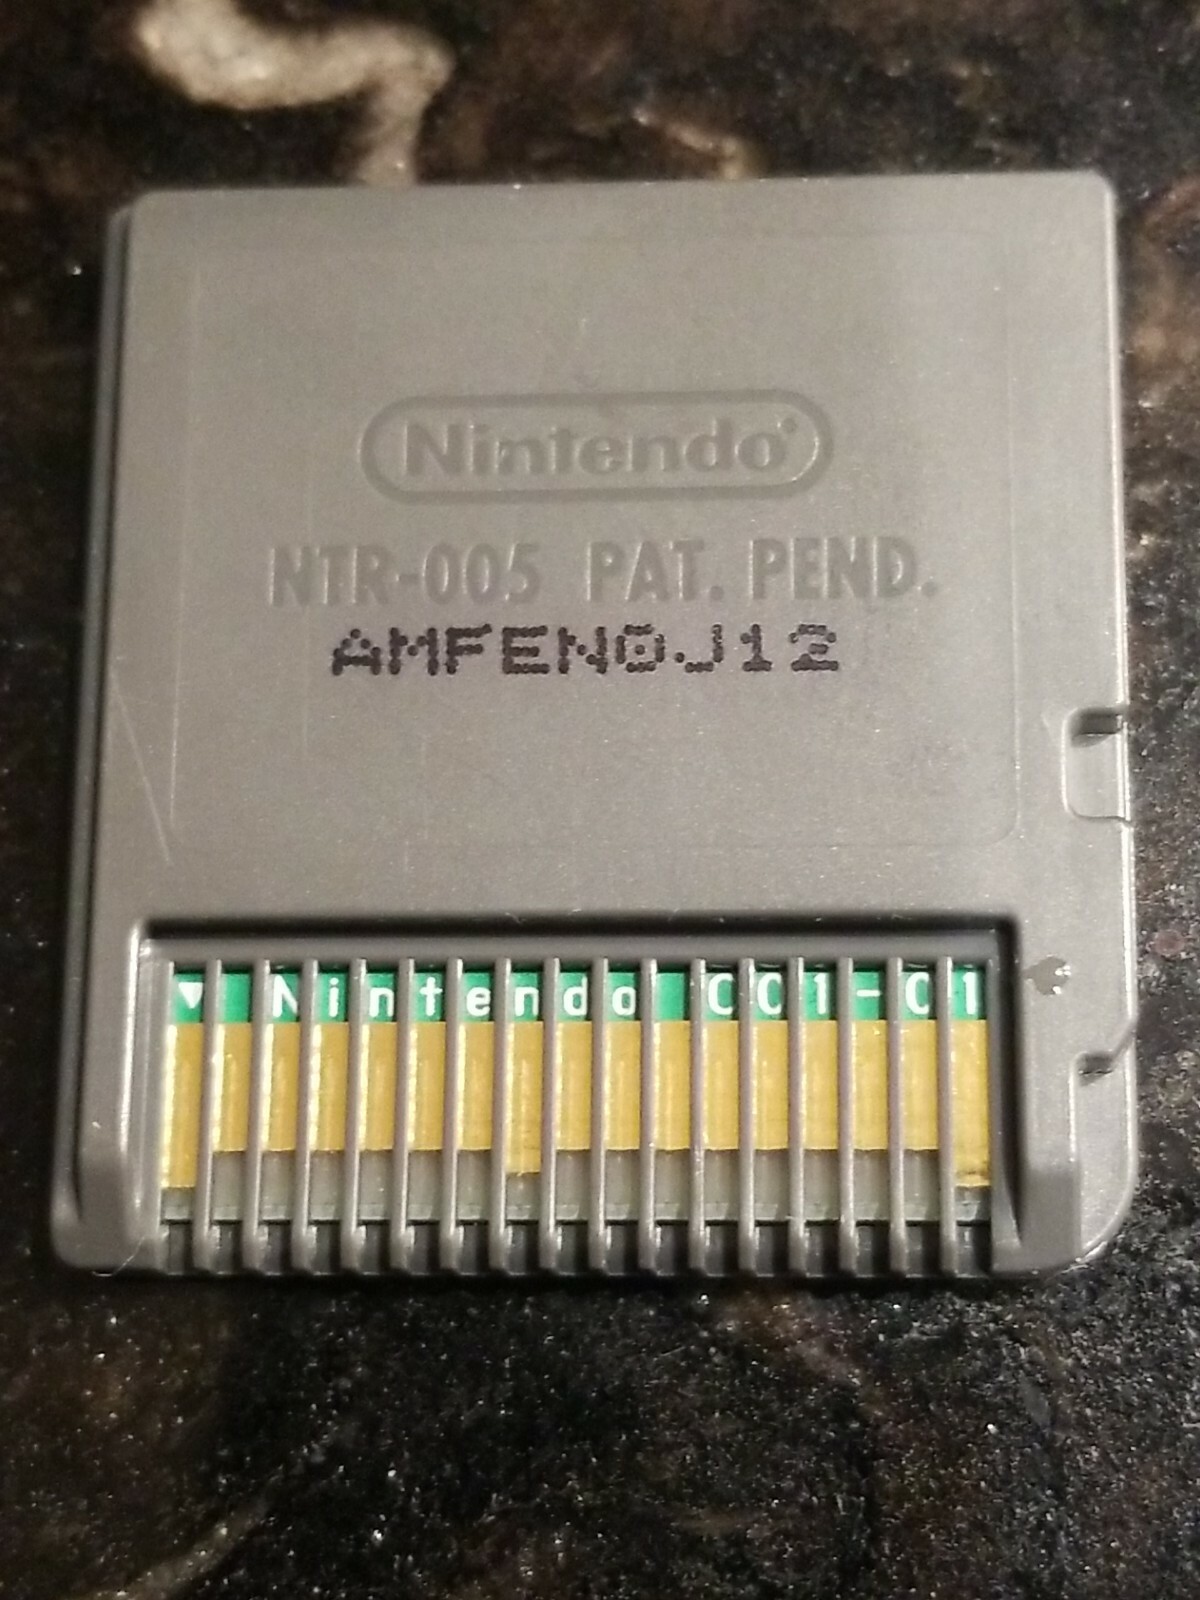 Nintendo®
NTR-005 PAT. PEND.
AMFEN0J12
▼ Nintendo C01-01